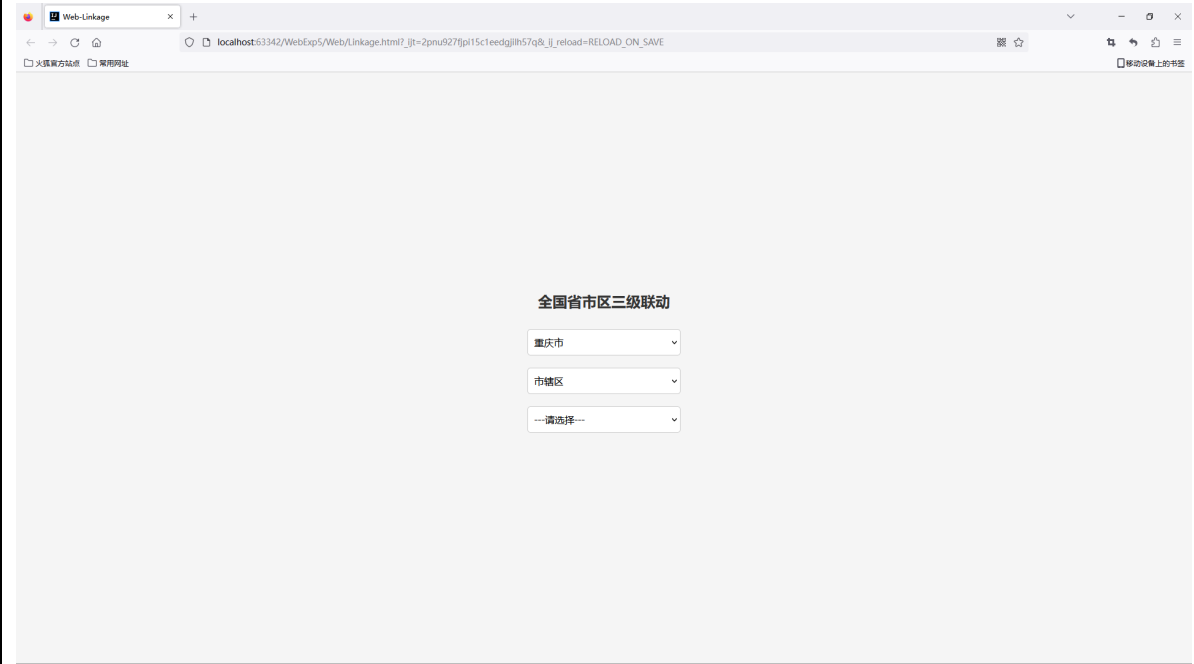 Web-Linkage
localhost:63342/WebExp5/Web/Linkage.html?_ijt=2pnu927fjpl15c1eedgjilh57q&_ij_reload=RELOAD_ON_SAVE
火狐官方站点 常用网址 移动设备上的书签
全国省市区三级联动
重庆市
市辖区
---请选择---